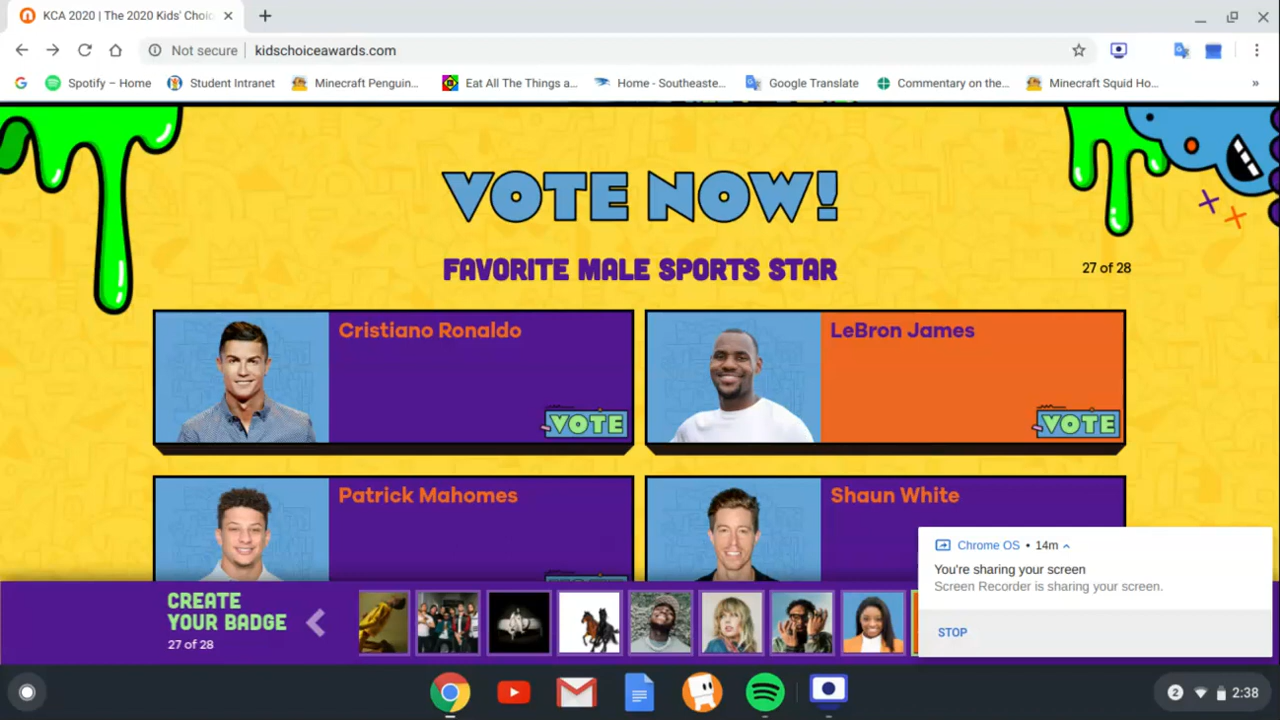 KCA 2020 | The 2020 Kids' Choic
Not secure
kidschoiceawards.com
G
Spotify – Home
Student Intranet
Minecraft Penguin...
Eat All The Things a...
Home - Southeaste...
Google Translate
Commentary on the...
Minecraft Squid Ho...
»
VOTE NOW!
FAVORITE MALE SPORTS STAR
27 of 28
Cristiano Ronaldo
VOTE
LeBron James
VOTE
Patrick Mahomes
Shaun White
CREATE
YOUR BADGE
27 of 28
Chrome OS • 14m
You're sharing your screen
Screen Recorder is sharing your screen.
STOP
2
2:38